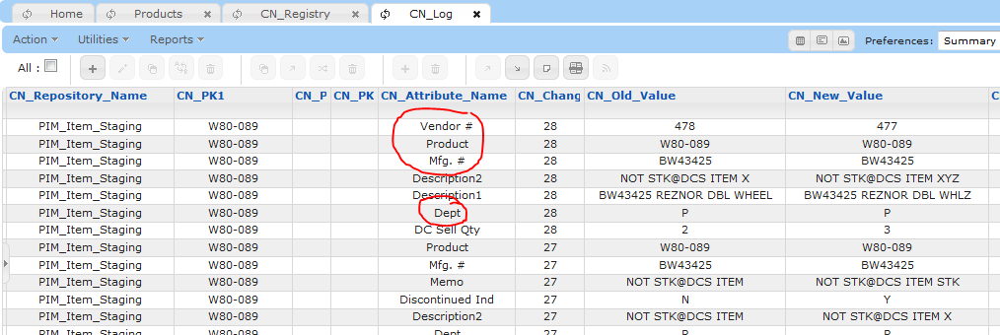 Home Products CN_Registry CN_Log
Action Utilities Reports Preferences: Summary
All :
CN_Repository_Name CN_PK1 CN_P CN_PK CN_Attribute_Name CN_Chang CN_Old_Value CN_New_Value C
PIM_Item_Staging W80-089 Vendor # 28 478 477
PIM_Item_Staging W80-089 Product 28 W80-089 W80-089
PIM_Item_Staging W80-089 Mfg. # 28 BW43425 BW43425
PIM_Item_Staging W80-089 Description2 28 NOT STK@DCS ITEM X NOT STK@DCS ITEM XYZ
PIM_Item_Staging W80-089 Description1 28 BW43425 REZNOR DBL WHEEL BW43425 REZNOR DBL WHLZ
PIM_Item_Staging W80-089 Dept 28 P P
PIM_Item_Staging W80-089 DC Sell Qty 28 2 3
PIM_Item_Staging W80-089 Product 27 W80-089 W80-089
PIM_Item_Staging W80-089 Mfg. # 27 BW43425 BW43425
PIM_Item_Staging W80-089 Memo 27 NOT STK@DCS ITEM NOT STK@DCS ITEM STK
PIM_Item_Staging W80-089 Discontinued Ind 27 N Y
PIM_Item_Staging W80-089 Description2 27 NOT STK@DCS ITEM NOT STK@DCS ITEM X
PIM_Item_Staging W80-089 Dept 27 P P